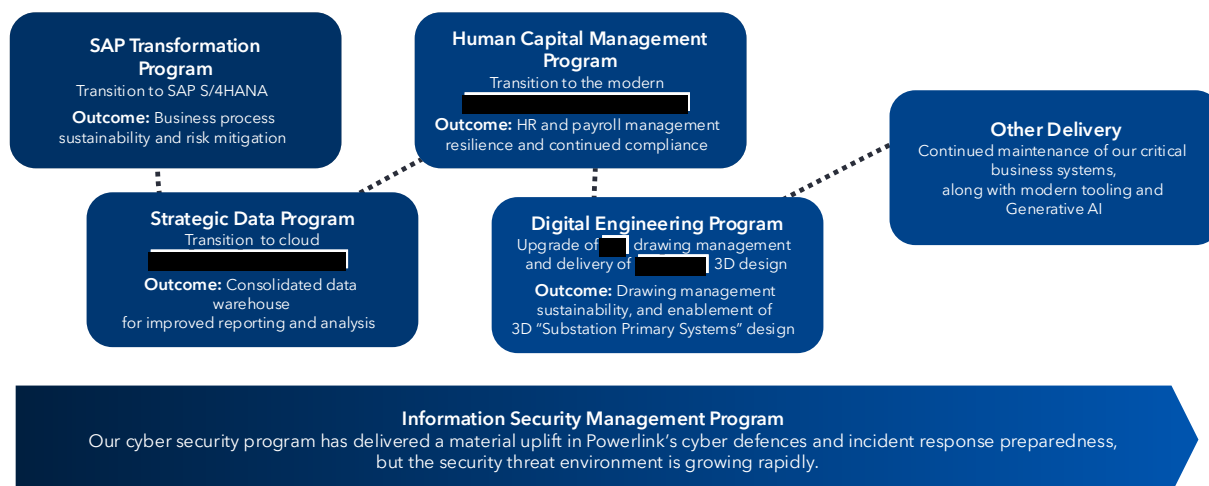 SAP Transformation
Program
Transition to SAP S/4HANA
Outcome: Business process
sustainability and risk mitigation
Human Capital Management
Program
Transition to the modern
Outcome: HR and payroll management
resilience and continued compliance
Other Delivery
Continued maintenance of our critical
business systems,
along with modern tooling and
Generative AI
Strategic Data Program
Transition to cloud
Outcome: Consolidated data
warehouse
for improved reporting and analysis
Digital Engineering Program
Upgrade of drawing management
and delivery of 3D design
Outcome: Drawing management
sustainability, and enablement of
3D “Substation Primary Systems” design
Information Security Management Program
Our cyber security program has delivered a material uplift in Powerlink’s cyber defences and incident response preparedness,
but the security threat environment is growing rapidly.